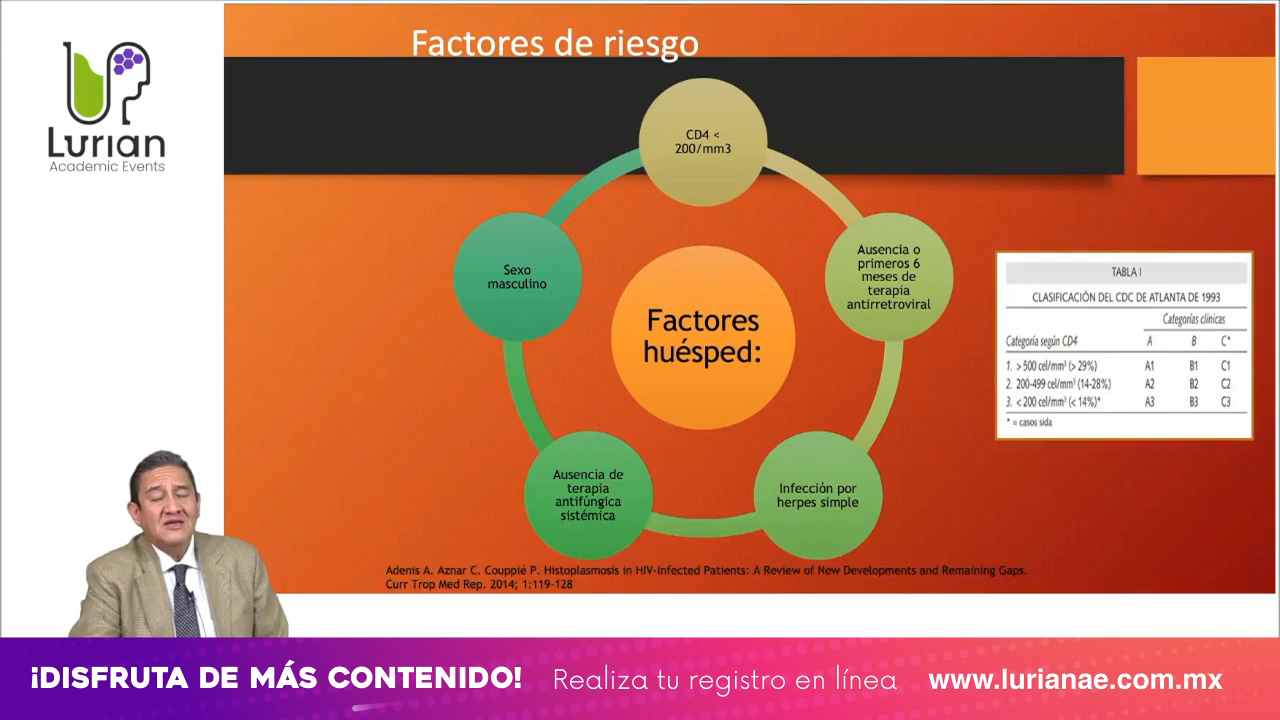 Factores de riesgo
Lurian
Academic Events
CD4 <
200/mm3
Ausencia o
primeros 6
meses de
terapia
antirretroviral
Infección por
herpes simple
Ausencia de
terapia
antifúngica
sistémica
Sexo
masculino
Factores
huésped:
TABLA I
CLASIFICACIÓN DEL CDC DE ATLANTA DE 1993
Categorías clínicas
Categoría según CD4 A B C*
1. > 500 cel/mm³ (> 29%) A1 B1 C1
2. 200-499 cel/mm³ (14-28%) A2 B2 C2
3. < 200 cel/mm³ (< 14%)* A3 B3 C3
* = casos sida
Adenis A. Aznar C. Couppié P. Histoplasmosis in HIV-Infected Patients: A Review of New Developments and Remaining Gaps.
Curr Trop Med Rep. 2014; 1:119-128
¡DISFRUTA DE MÁS CONTENIDO! Realiza tu registro en línea www.lurianae.com.mx